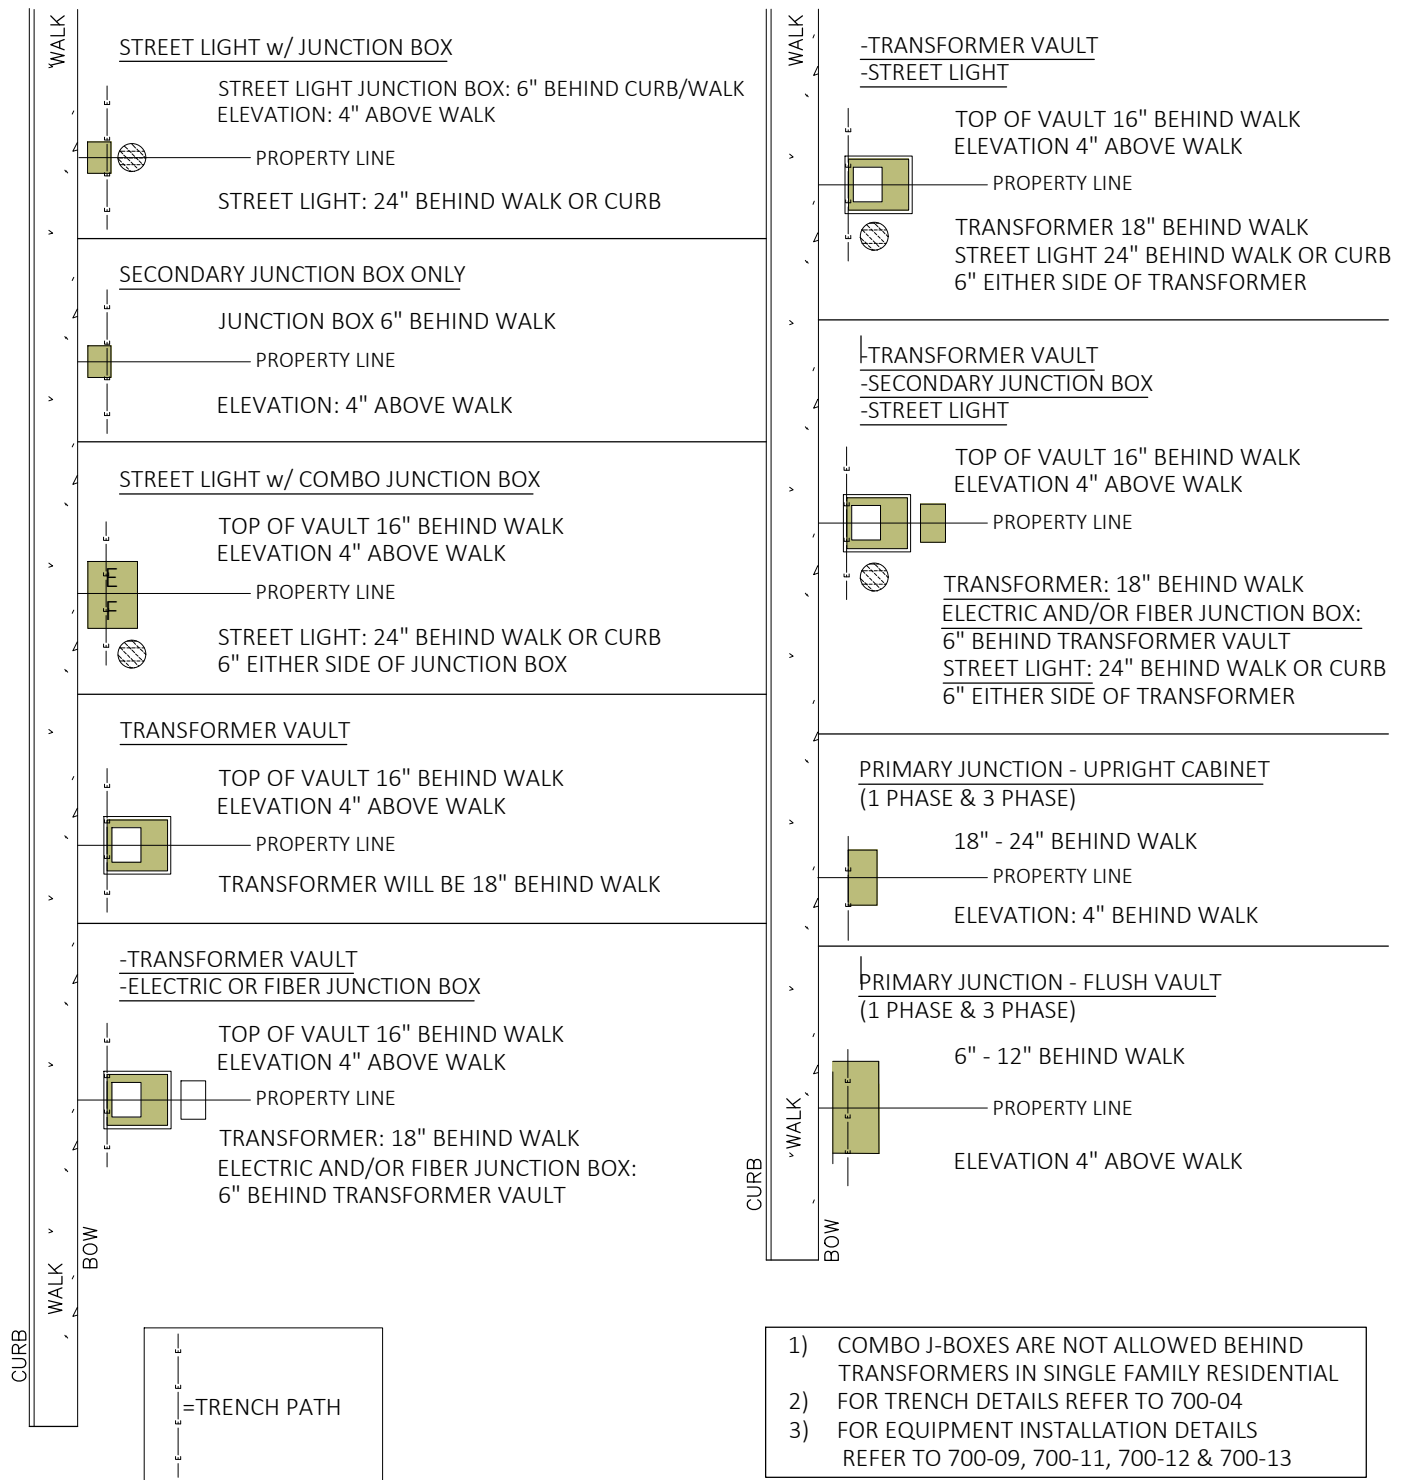 WALK
STREET LIGHT w/ JUNCTION BOX
STREET LIGHT JUNCTION BOX: 6" BEHIND CURB/WALK
ELEVATION: 4" ABOVE WALK
PROPERTY LINE
STREET LIGHT: 24" BEHIND WALK OR CURB
SECONDARY JUNCTION BOX ONLY
JUNCTION BOX 6" BEHIND WALK
PROPERTY LINE
ELEVATION: 4" ABOVE WALK
STREET LIGHT w/ COMBO JUNCTION BOX
TOP OF VAULT 16" BEHIND WALK
ELEVATION 4" ABOVE WALK
E
PROPERTY LINE
F
STREET LIGHT: 24" BEHIND WALK OR CURB
6" EITHER SIDE OF JUNCTION BOX
TRANSFORMER VAULT
TOP OF VAULT 16" BEHIND WALK
ELEVATION 4" ABOVE WALK
PROPERTY LINE
TRANSFORMER WILL BE 18" BEHIND WALK
-TRANSFORMER VAULT
-ELECTRIC OR FIBER JUNCTION BOX
TOP OF VAULT 16" BEHIND WALK
ELEVATION 4" ABOVE WALK
PROPERTY LINE
TRANSFORMER: 18" BEHIND WALK
ELECTRIC AND/OR FIBER JUNCTION BOX:
6" BEHIND TRANSFORMER VAULT
BOW
WALK
CURB
=TRENCH PATH
WALK
-TRANSFORMER VAULT
-STREET LIGHT
TOP OF VAULT 16" BEHIND WALK
ELEVATION 4" ABOVE WALK
PROPERTY LINE
TRANSFORMER 18" BEHIND WALK
STREET LIGHT 24" BEHIND WALK OR CURB
6" EITHER SIDE OF TRANSFORMER
-TRANSFORMER VAULT
-SECONDARY JUNCTION BOX
-STREET LIGHT
TOP OF VAULT 16" BEHIND WALK
ELEVATION 4" ABOVE WALK
PROPERTY LINE
TRANSFORMER: 18" BEHIND WALK
ELECTRIC AND/OR FIBER JUNCTION BOX:
6" BEHIND TRANSFORMER VAULT
STREET LIGHT: 24" BEHIND WALK OR CURB
6" EITHER SIDE OF TRANSFORMER
PRIMARY JUNCTION - UPRIGHT CABINET
(1 PHASE & 3 PHASE)
18" - 24" BEHIND WALK
PROPERTY LINE
ELEVATION: 4" BEHIND WALK
PRIMARY JUNCTION - FLUSH VAULT
(1 PHASE & 3 PHASE)
6" - 12" BEHIND WALK
PROPERTY LINE
ELEVATION 4" ABOVE WALK
WALK
CURB
BOW
1) COMBO J-BOXES ARE NOT ALLOWED BEHIND
TRANSFORMERS IN SINGLE FAMILY RESIDENTIAL
2) FOR TRENCH DETAILS REFER TO 700-04
3) FOR EQUIPMENT INSTALLATION DETAILS
REFER TO 700-09, 700-11, 700-12 & 700-13